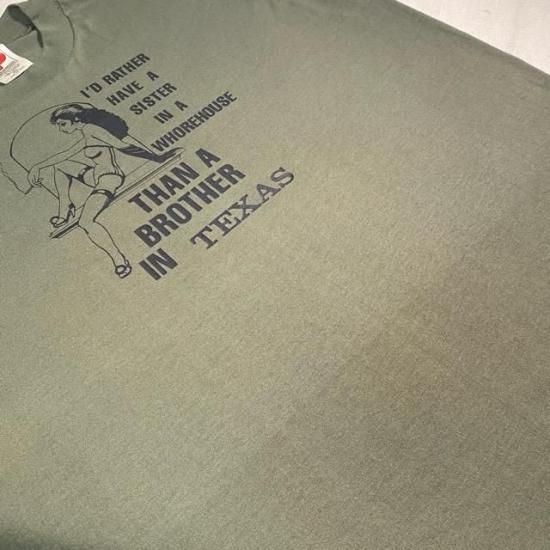 I'D RATHER
HAVE A
SISTER
IN A
WHOREHOUSE
THAN A
BROTHER
IN TEXAS